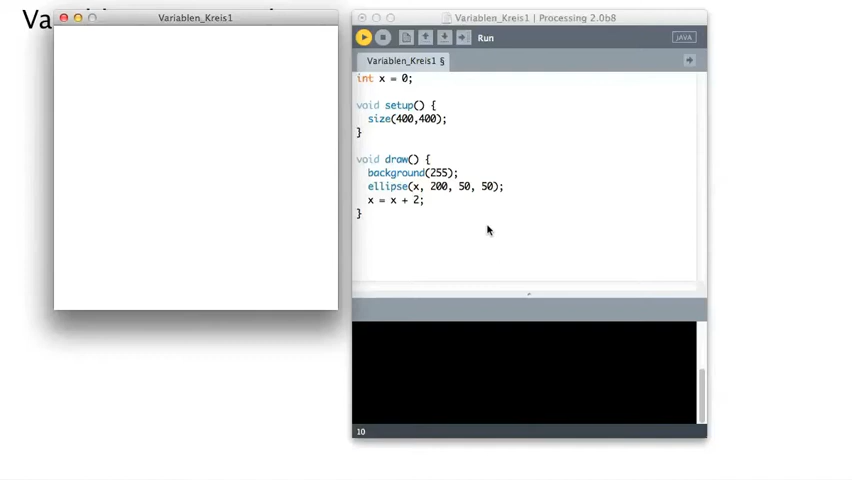 Va
Variablen_Kreis1
Variablen_Kreis1 | Processing 2.0b8
Run
JAVA
Variablen_Kreis1 §
int x = 0;
void setup() {
size(400,400);
}
void draw() {
background(255);
ellipse(x, 200, 50, 50);
x = x + 2;
}
10